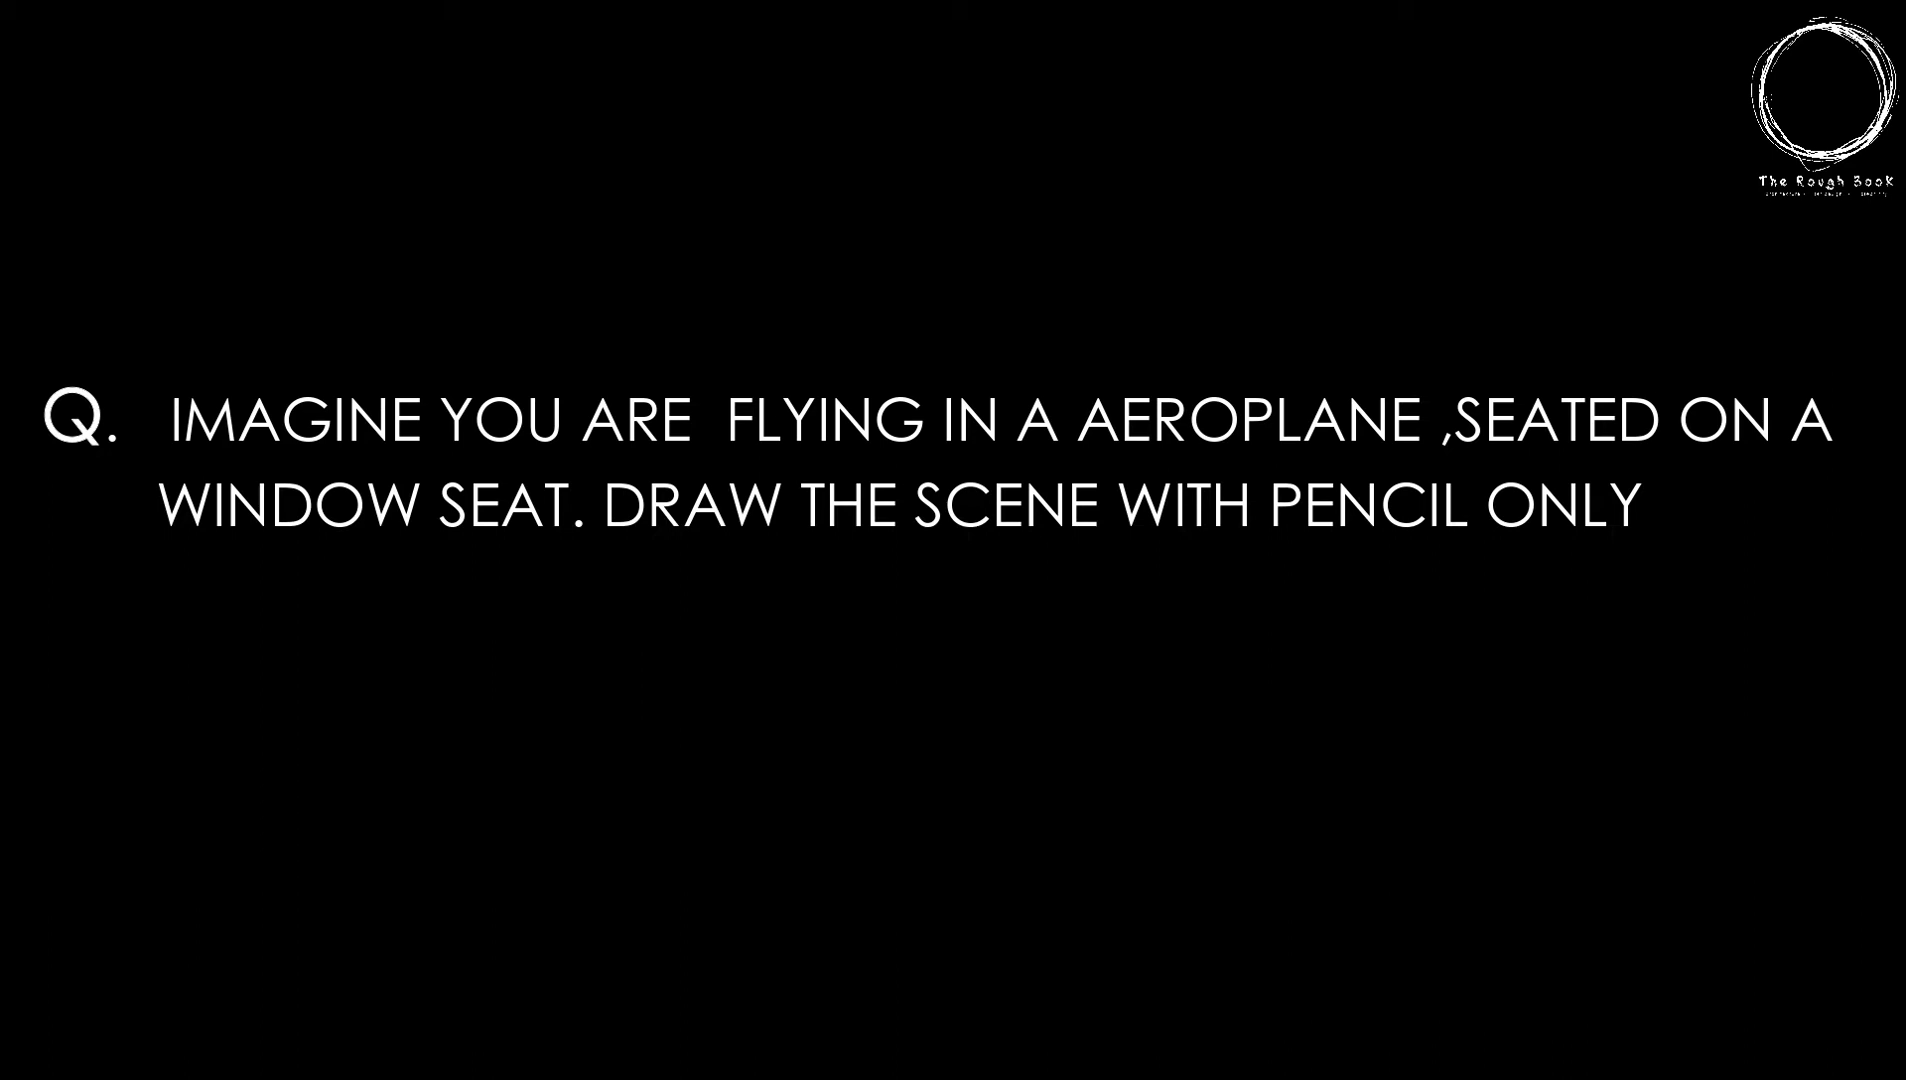 The Rough Book
Q. IMAGINE YOU ARE FLYING IN A AEROPLANE ,SEATED ON A
WINDOW SEAT. DRAW THE SCENE WITH PENCIL ONLY